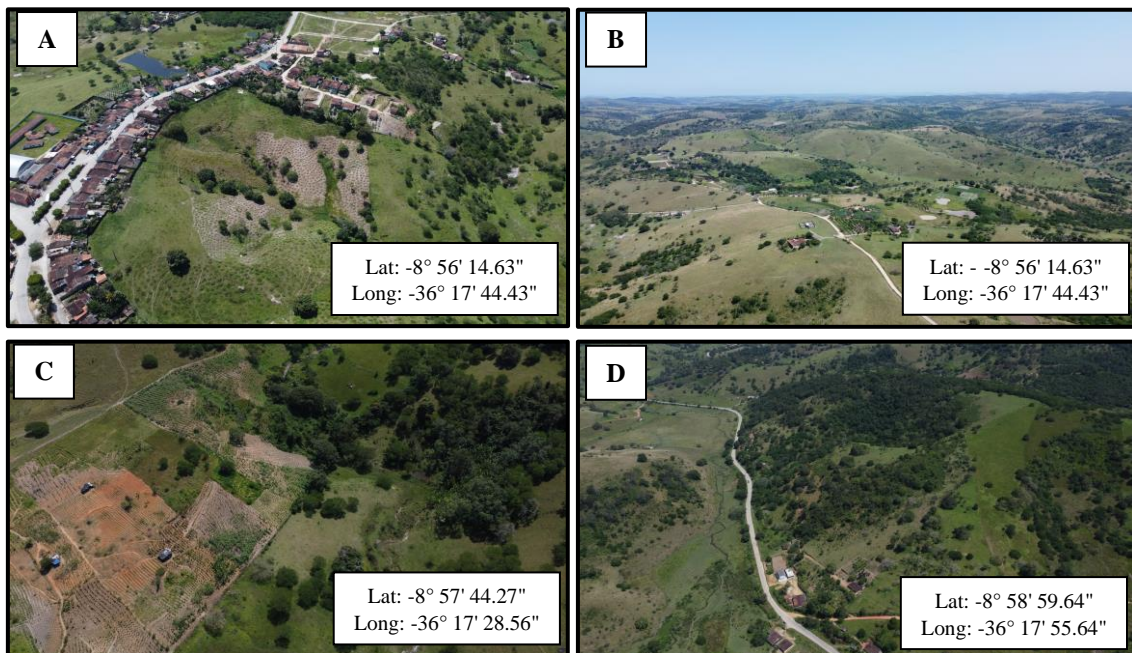 A
Lat: -8° 56' 14.63"
Long: -36° 17' 44.43"
B
Lat: - -8° 56' 14.63"
Long: -36° 17' 44.43"
C
Lat: -8° 57' 44.27"
Long: -36° 17' 28.56"
D
Lat: -8° 58' 59.64"
Long: -36° 17' 55.64"